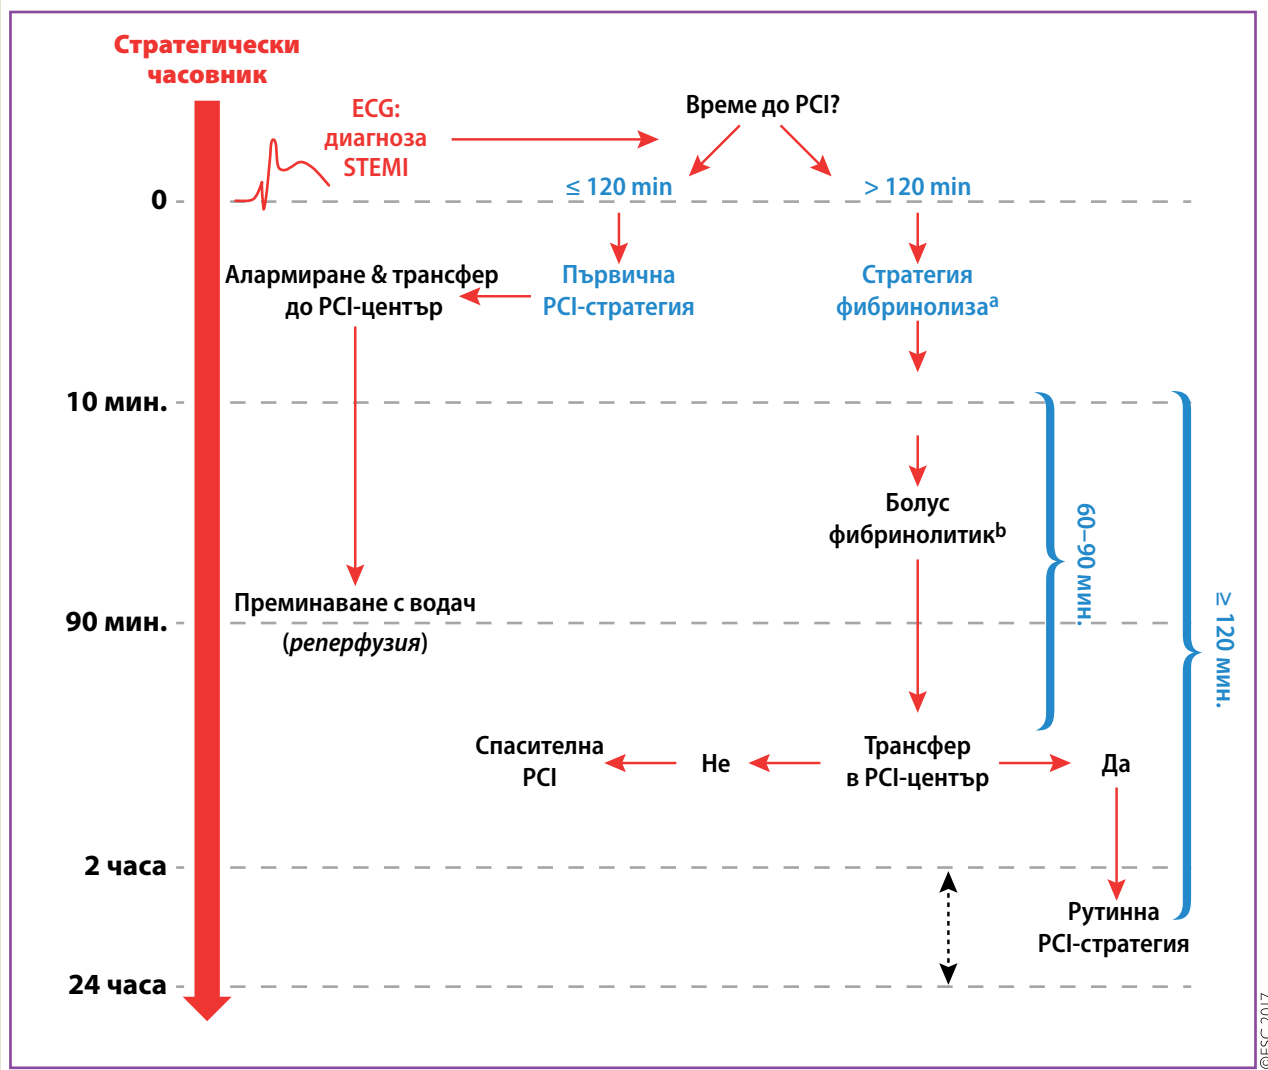 Стратегически
часовник
ECG:
диагноза
STEMI
Време до PCI?
≤ 120 min
> 120 min
0
Алармиране & трансфер
до PCI-център
Първична
PCI-стратегия
Стратегия
фибринолизаᵃ
10 мин.
Болус
фибринолитикᵇ
60–90 мин.
≥ 120 мин.
Преминаване с водач
90 мин.
(реперфузия)
Спасителна
PCI
Не
Трансфер
в PCI-център
Да
2 часа
Рутинна
PCI-стратегия
24 часа
©ESC 2017